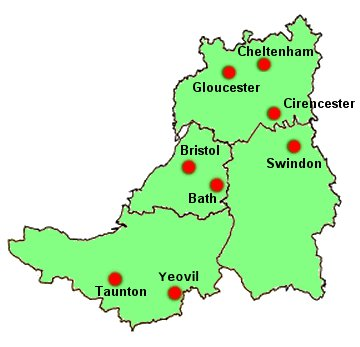 Cheltenham
Gloucester
Cirencester
Bristol
Swindon
Bath
Yeovil
Taunton